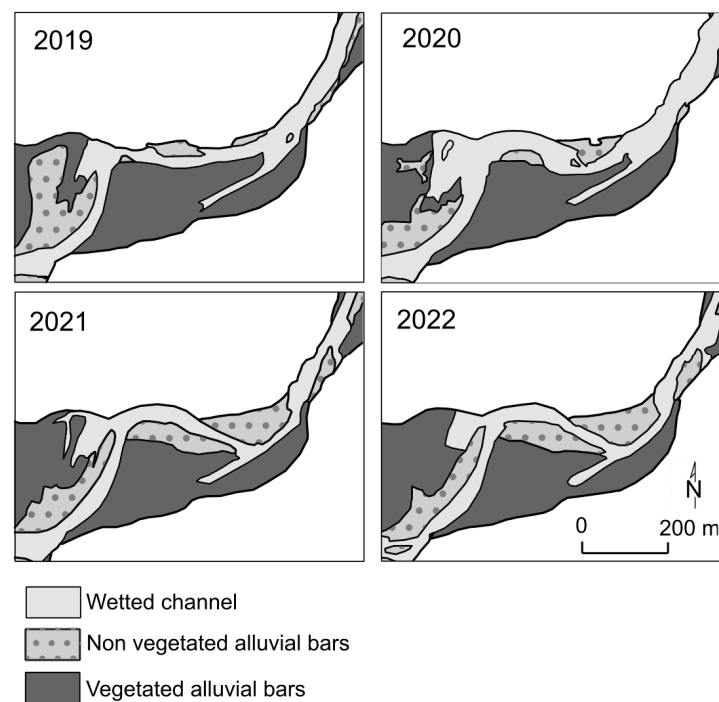 2019
2020
2021
2022
N
0
200 m
Wetted channel
Non vegetated alluvial bars
Vegetated alluvial bars